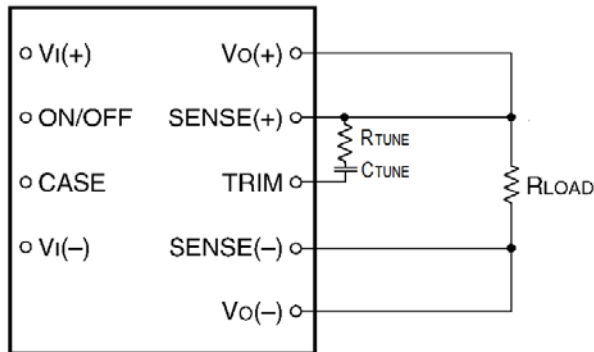 VI(+) VO(+)
ON/OFF SENSE(+)
RTUNE
CTUNE
CASE TRIM
RLOAD
VI(–) SENSE(–)
VO(–)